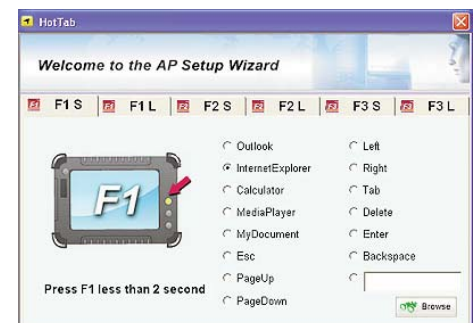 HotTab
Welcome to the AP Setup Wizard
F1 S F1 L F2 S F2 L F3 S F3 L
F1
Press F1 less than 2 second
Outlook
InternetExplorer
Calculator
MediaPlayer
MyDocument
Esc
PageUp
PageDown
Left
Right
Tab
Delete
Enter
Backspace
Browse